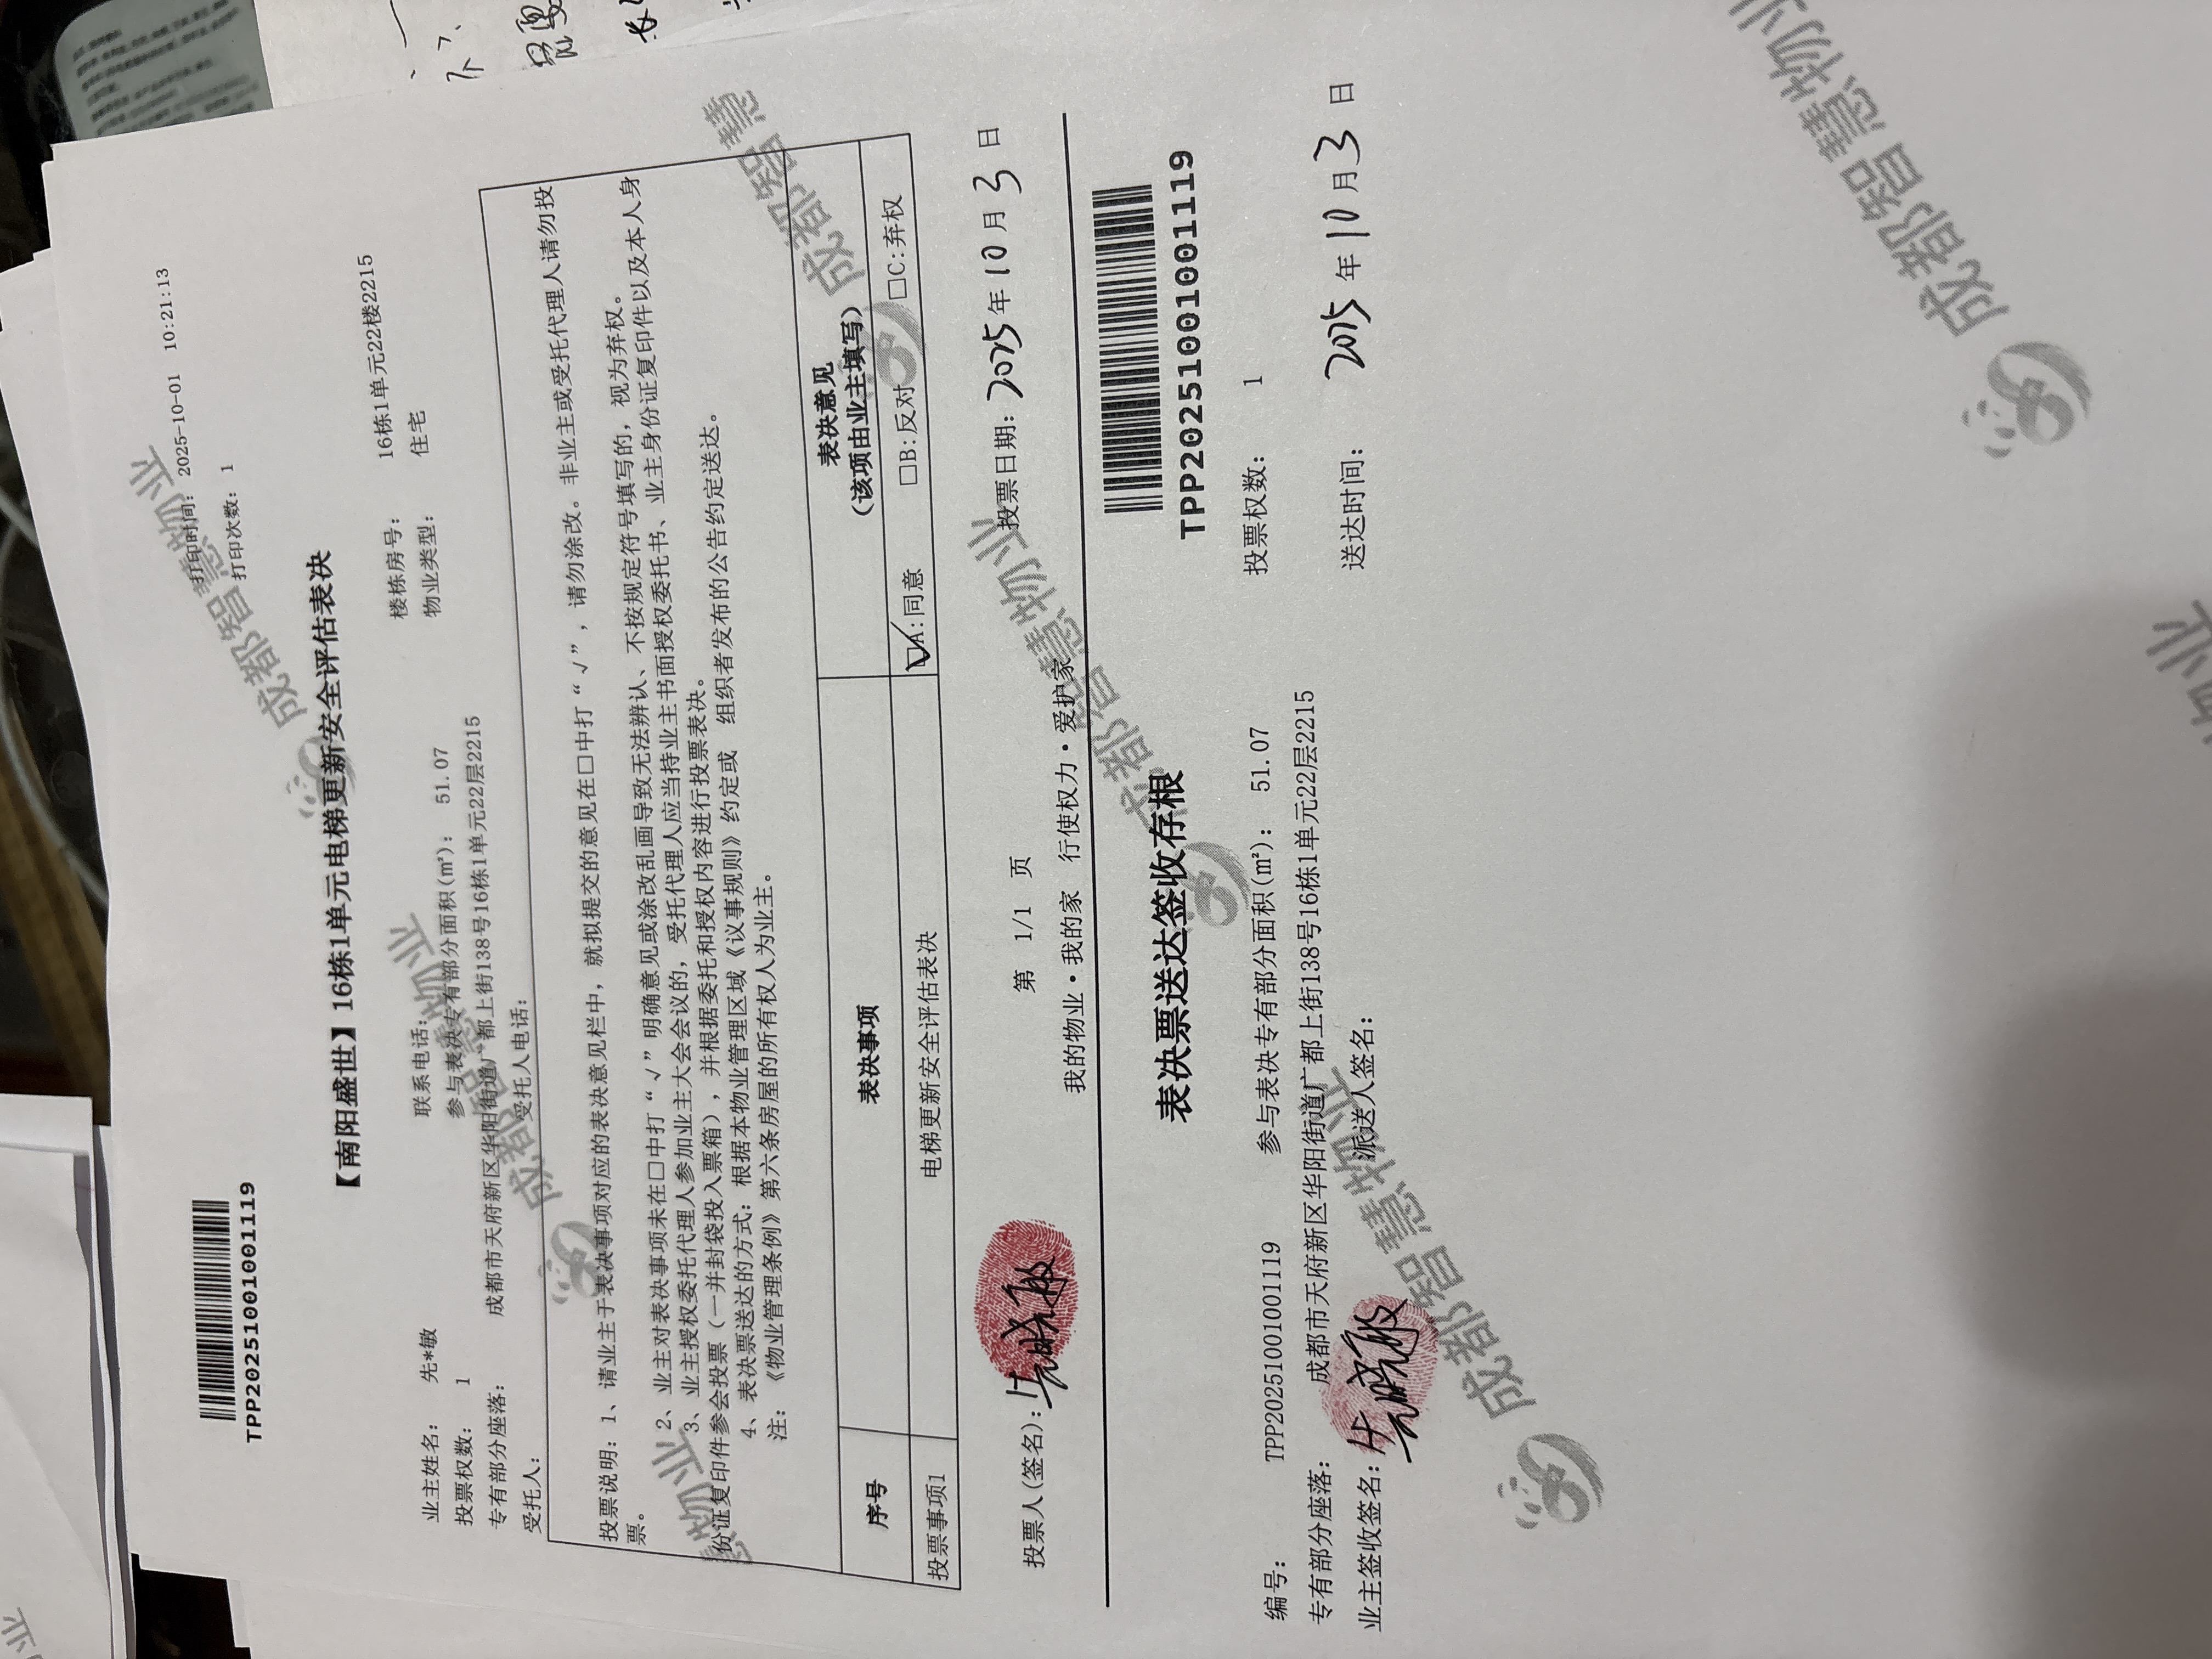 TPP20251001001119
打印时间: 2025-10-01 10:21:13
打印次数: 1
【南阳盛世】16栋1单元电梯更新安全评估表决
业主姓名: 先*敏 联系电话: 楼栋房号: 16栋1单元22楼2215
投票权数: 1 参与表决专有部分面积(㎡): 51.07 物业类型: 住宅
专有部分座落: 成都市天府新区华阳街道广都上街138号16栋1单元22层2215
受托人: 受托人电话:
投票说明: 1、请业主于表决事项对应的表决意见栏中，就拟提交的意见在□中打“√”，请勿涂改。非业主或受托代理人请勿投
票。
2、业主对表决事项未在□中打“√”明确意见或涂改乱画导致无法辨认、不按规定符号填写的，视为弃权。
3、业主授权委托代理人参加业主大会会议的，受托代理人应当持业主书面授权委托书、业主身份证复印件以及本人身
份证复印件参会投票（一并封袋投入票箱），并根据委托和授权内容进行投票表决。
4、表决票送达的方式: 根据本物业管理区域《议事规则》约定或 组织者发布的公告约定送达。
注: 《物业管理条例》第六条房屋的所有权人为业主。
序号 表决事项 表决意见
（该项由业主填写）
投票事项1 电梯更新安全评估表决 ☑A:同意 □B:反对 □C:弃权
投票人(签名): 先晓敏 第 1/1 页 投票日期: 2025年10月3日
我的物业·我的家 行使权力·爱护家
表决票送达签收存根
TPP20251001001119
编号: TPP20251001001119 参与表决专有部分面积(㎡): 51.07 投票权数: 1
专有部分座落: 成都市天府新区华阳街道广都上街138号16栋1单元22层2215
业主签收签名: 先晓敏 派送人签名: 送达时间: 2025年10月3日
成都智慧物业
成都智慧物业
慧物业
成都智慧
成都智慧物业
成都智慧物业
成都智慧物业
物业